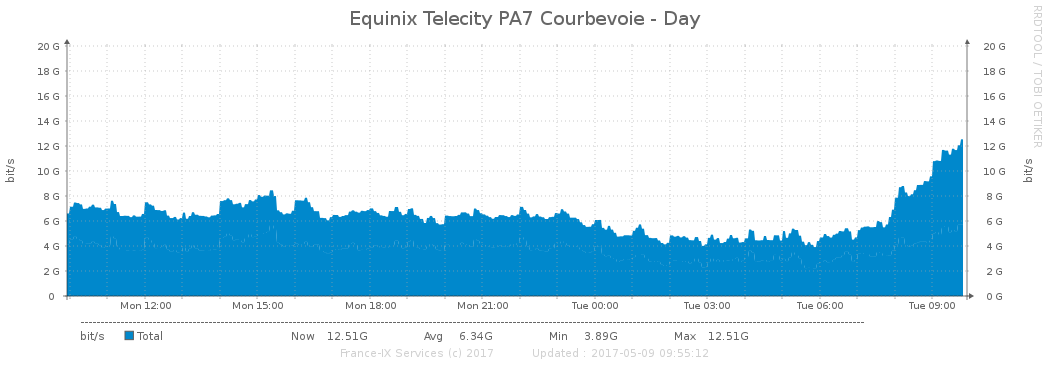 Equinix Telecity PA7 Courbevoie - Day
RRDTOOL / TOBI OETIKER
bit/s
20 G 20 G
18 G 18 G
16 G 16 G
14 G 14 G
12 G 12 G
10 G 10 G
8 G 8 G
6 G 6 G
4 G 4 G
2 G 2 G
0 0 G
bit/s
Mon 12:00 Mon 15:00 Mon 18:00 Mon 21:00 Tue 00:00 Tue 03:00 Tue 06:00 Tue 09:00
bit/s Total Now 12.51G Avg 6.34G Min 3.89G Max 12.51G
France-IX Services (c) 2017 Updated : 2017-05-09 09:55:12